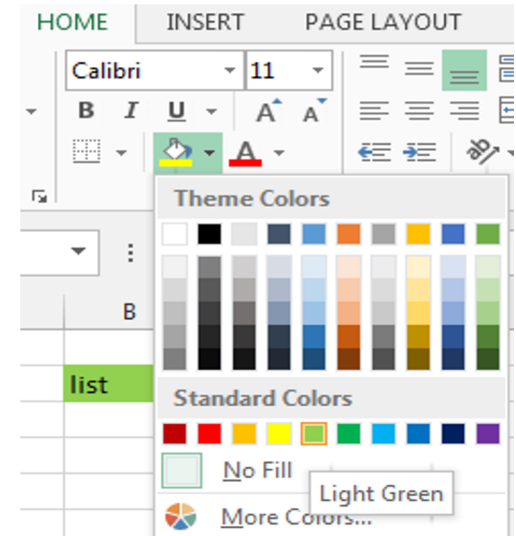 HOME INSERT PAGE LAYOUT
Calibri 11
B I U A A
A
Theme Colors
B
list
Standard Colors
No Fill
Light Green
More Colors...